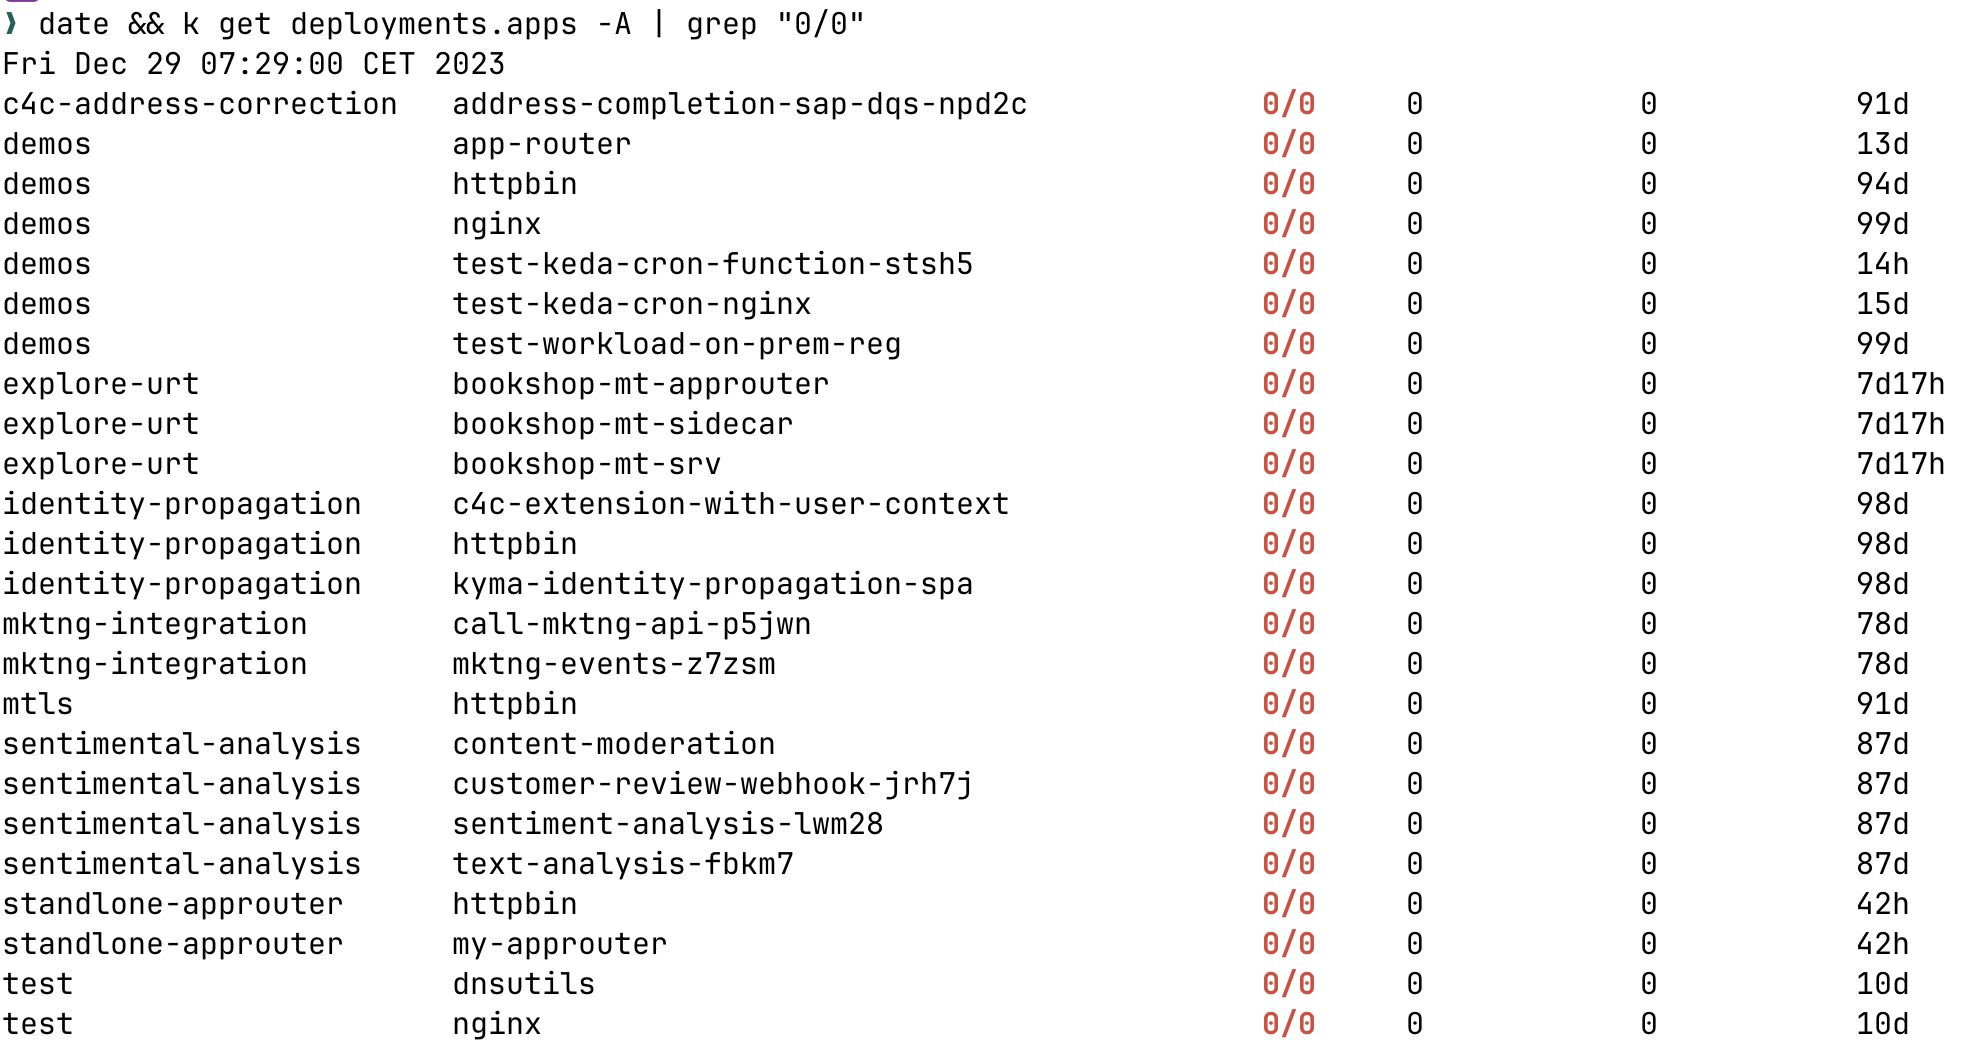 ❯ date && k get deployments.apps -A | grep "0/0"
Fri Dec 29 07:29:00 CET 2023
c4c-address-correction   address-completion-sap-dqs-npd2c             0/0     0            0           91d
demos                    app-router                                   0/0     0            0           13d
demos                    httpbin                                      0/0     0            0           94d
demos                    nginx                                        0/0     0            0           99d
demos                    test-keda-cron-function-stsh5                0/0     0            0           14h
demos                    test-keda-cron-nginx                         0/0     0            0           15d
demos                    test-workload-on-prem-reg                    0/0     0            0           99d
explore-urt              bookshop-mt-approuter                        0/0     0            0           7d17h
explore-urt              bookshop-mt-sidecar                          0/0     0            0           7d17h
explore-urt              bookshop-mt-srv                              0/0     0            0           7d17h
identity-propagation     c4c-extension-with-user-context              0/0     0            0           98d
identity-propagation     httpbin                                      0/0     0            0           98d
identity-propagation     kyma-identity-propagation-spa                0/0     0            0           98d
mktng-integration        call-mktng-api-p5jwn                         0/0     0            0           78d
mktng-integration        mktng-events-z7zsm                           0/0     0            0           78d
mtls                     httpbin                                      0/0     0            0           91d
sentimental-analysis     content-moderation                           0/0     0            0           87d
sentimental-analysis     customer-review-webhook-jrh7j                0/0     0            0           87d
sentimental-analysis     sentiment-analysis-lwm28                     0/0     0            0           87d
sentimental-analysis     text-analysis-fbkm7                          0/0     0            0           87d
standlone-approuter      httpbin                                      0/0     0            0           42h
standlone-approuter      my-approuter                                 0/0     0            0           42h
test                     dnsutils                                     0/0     0            0           10d
test                     nginx                                        0/0     0            0           10d